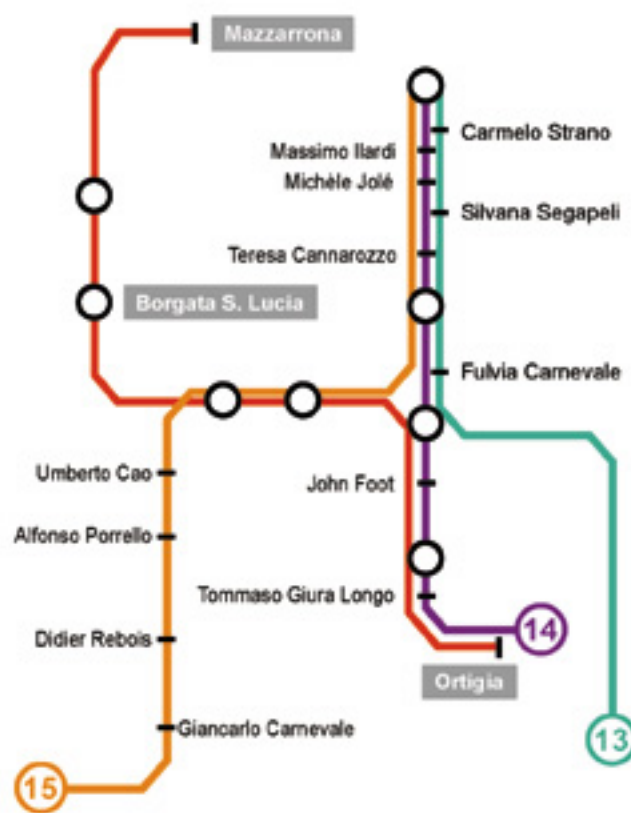 Mazzarrona
Carmelo Strano
Massimo Ilardi
Michèle Jolé
Silvana Segapeli
Teresa Cannarozzo
Borgata S. Lucia
Fulvia Carnevale
Umberto Cao
John Foot
Alfonso Porrello
Tommaso Giura Longo
14
Didier Rebois
Ortigia
Giancarlo Carnevale
13
15